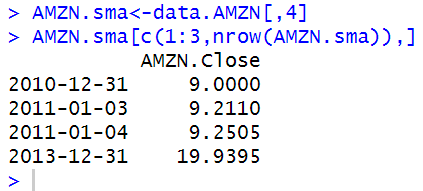 > AMZN.sma<-data.AMZN[,4]
> AMZN.sma[c(1:3,nrow(AMZN.sma)),]
           AMZN.Close
2010-12-31     9.0000
2011-01-03     9.2110
2011-01-04     9.2505
2013-12-31    19.9395
>